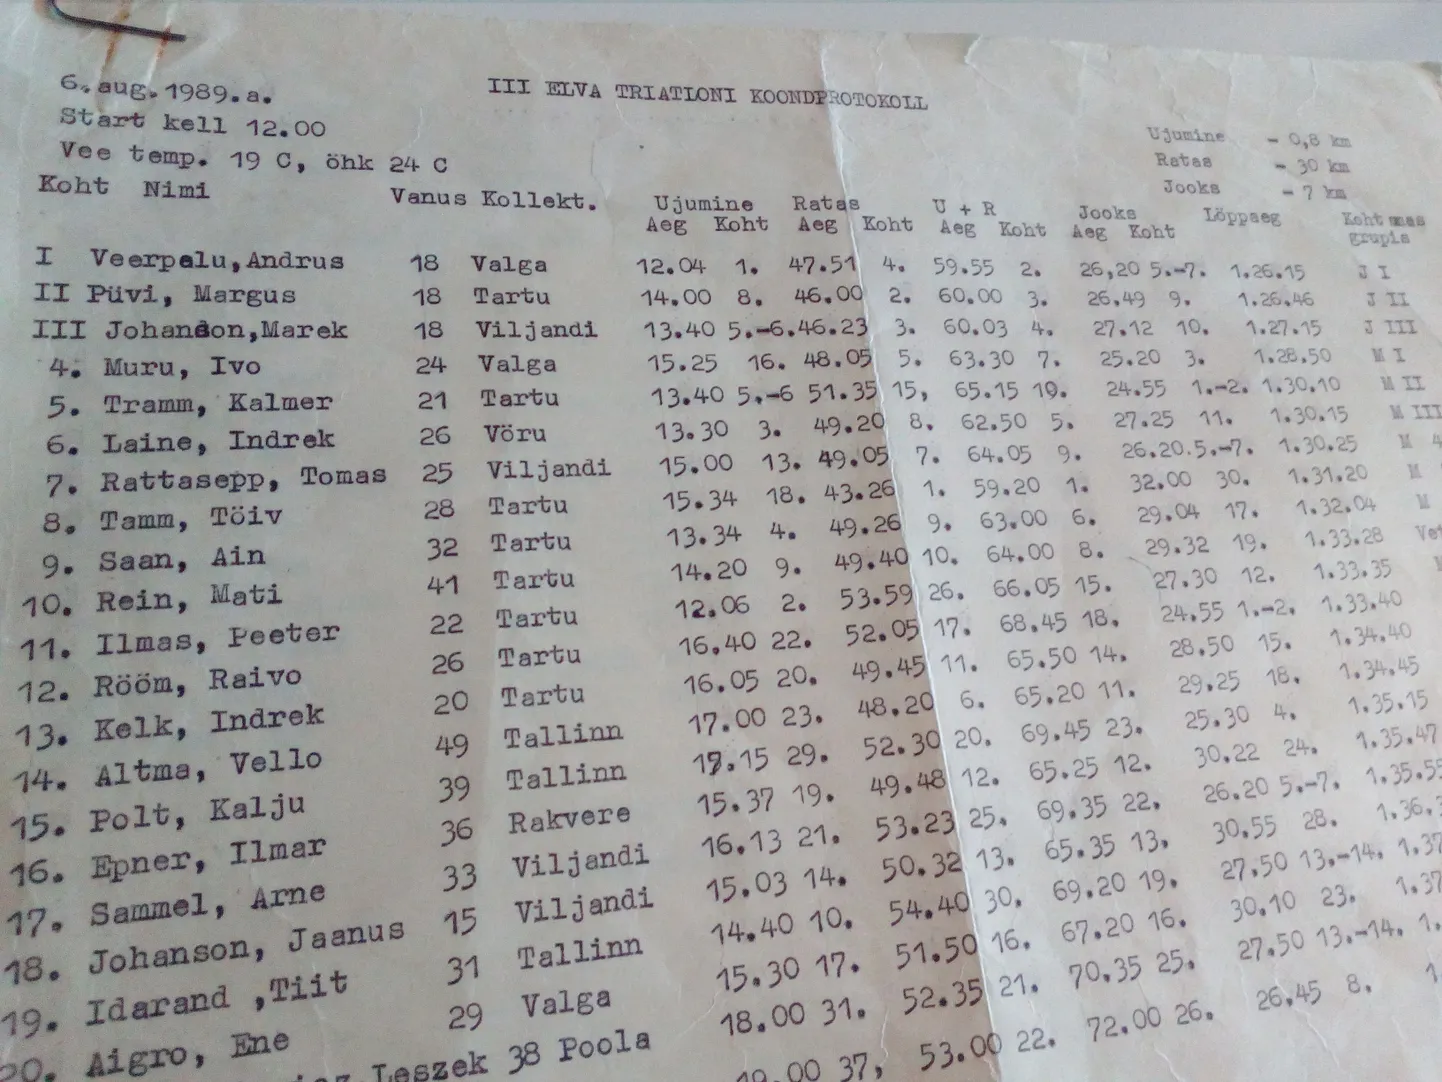 6. aug. 1989.a.
III ELVA TRIATLONI KOONDPROTOKOLL
Start kell 12.00
Vee temp. 19 C, õhk 24 C
Ujumine - 0,8 km
Ratas - 30 km
Jooks - 7 km
Koht Nimi Vanus Kollekt. Ujumine Ratas U + R Jooks Lõppaeg Koht mas
Aeg Koht Aeg Koht Aeg Koht Aeg Koht grupis
I Veerpalu,Andrus 18 Valga 12.04 1. 47.51 4. 59.55 2. 26,20 5.-7. 1.26.15 J I
II Püvi, Margus 18 Tartu 14.00 8. 46.00 2. 60.00 3. 26,49 9. 1.26.46 J II
III Johanson,Marek 18 Viljandi 13.40 5.-6. 46.23 3. 60.03 4. 27.12 10. 1.27.15 J III
4. Muru, Ivo 24 Valga 15.25 16. 48.05 5. 63.30 7. 25.20 3. 1.28.50 M I
5. Tramm, Kalmer 21 Tartu 13.40 5.-6 51.35 15, 65.15 10. 24.55 1.-2. 1.30.10 M II
6. Laine, Indrek 26 Võru 13.30 3. 49.20 8. 62.50 5. 27.25 11. 1.30.15 M III
7. Rattasepp, Tomas 25 Viljandi 15.00 13. 49.05 7. 64.05 9. 26.20. 5.-7. 1.30.25 M 4
8. Tamm, Tõiv 28 Tartu 15.34 18. 43.26 1. 59.20 1. 32.00 30. 1.31.20 M
9. Saan, Ain 32 Tartu 13.34 4. 49.26 9. 63.00 6. 29.04 17. 1.32.04 M
10. Rein, Mati 41 Tartu 14.20 9. 49.40 10. 64.00 8. 29.32 19. 1.33.28 Vet
11. Ilmas, Peeter 22 Tartu 12.06 2. 53.59 26. 66.05 15. 27.30 12. 1.33.35
12. Rõõm, Raivo 26 Tartu 16.40 22. 52.05 17. 68.45 18. 24.55 1.-2. 1.33.40
13. Kelk, Indrek 20 Tartu 16.05 20. 49.45 11. 65.50 14. 28.50 15. 1.34.40
14. Altma, Vello 49 Tallinn 17.00 23. 48.20 6. 65.20 11. 29.25 18. 1.34.45
15. Polt, Kalju 39 Tallinn 17.15 29. 52.30 20. 69.45 23. 25.30 4. 1.35.15
16. Epner, Ilmar 36 Rakvere 15.37 19. 49.48 12. 65.25 12. 30.22 24. 1.35.47
17. Sammel, Arne 33 Viljandi 16.13 21. 53.23 25. 69.35 22. 26.20 5.-7. 1.35.55
18. Johanson, Jaanus 15 Viljandi 15.03 14. 50.32 13. 65.35 13, 30.55 28. 1.36.
19. Idarand ,Tiit 31 Tallinn 14.40 10. 54.40 30. 69.20 19. 27.50 13.-14. 1.37
20. Aigro, Ene 29 Valga 15.30 17. 51.50 16. 67.20 16. 30.10 23. 1.37
Leszek 38 Poola 18.00 31. 52.35 21. 70.35 25. 27.50 13.-14. 1.
19.00 37, 53.00 22. 72.00 26. 26.45 8. 1